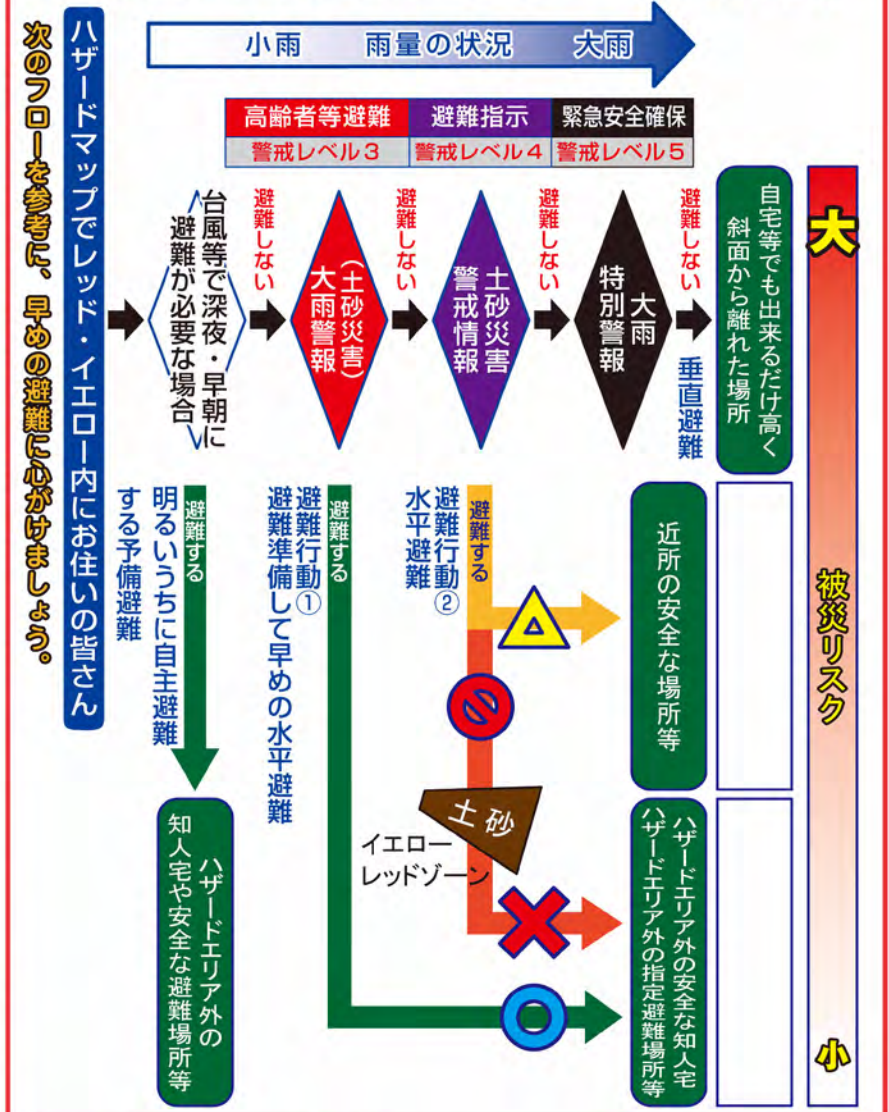 次のフローを参考に、早めの避難に心がけましょう。
ハザードマップでレッド・イエロー内にお住いの皆さん
小雨 雨量の状況 大雨
高齢者等避難 避難指示 緊急安全確保
警戒レベル3 警戒レベル4 警戒レベル5
台風等で深夜・早朝に
避難が必要な場合
避難しない
(土砂災害)
大雨警報
避難しない
土砂災害
警戒情報
避難しない
大雨
特別警報
避難しない
垂直避難
自宅等でも出来るだけ高く
斜面から離れた場所
避難する
明るいうちに自主避難
する予備避難
ハザードエリア外の
知人宅や安全な避難場所等
避難する
避難行動①
避難準備して早めの水平避難
避難する
避難行動②
水平避難
土砂
イエロー
レッドゾーン
近所の安全な場所等
ハザードエリア外の安全な知人宅
ハザードエリア外の指定避難場所等
大
被災リスク
小